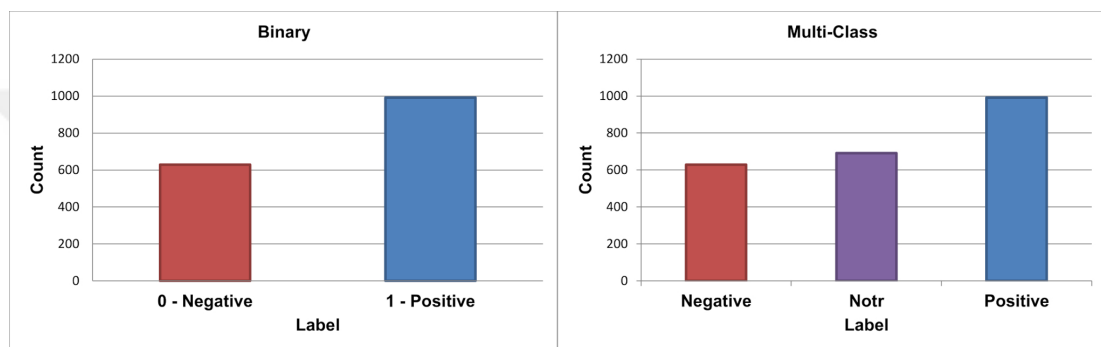 Binary
1200
1000
800
600
400
200
0
Count
0 - Negative
1 - Positive
Label
Multi-Class
1200
1000
800
600
400
200
0
Count
Negative
Notr
Positive
Label